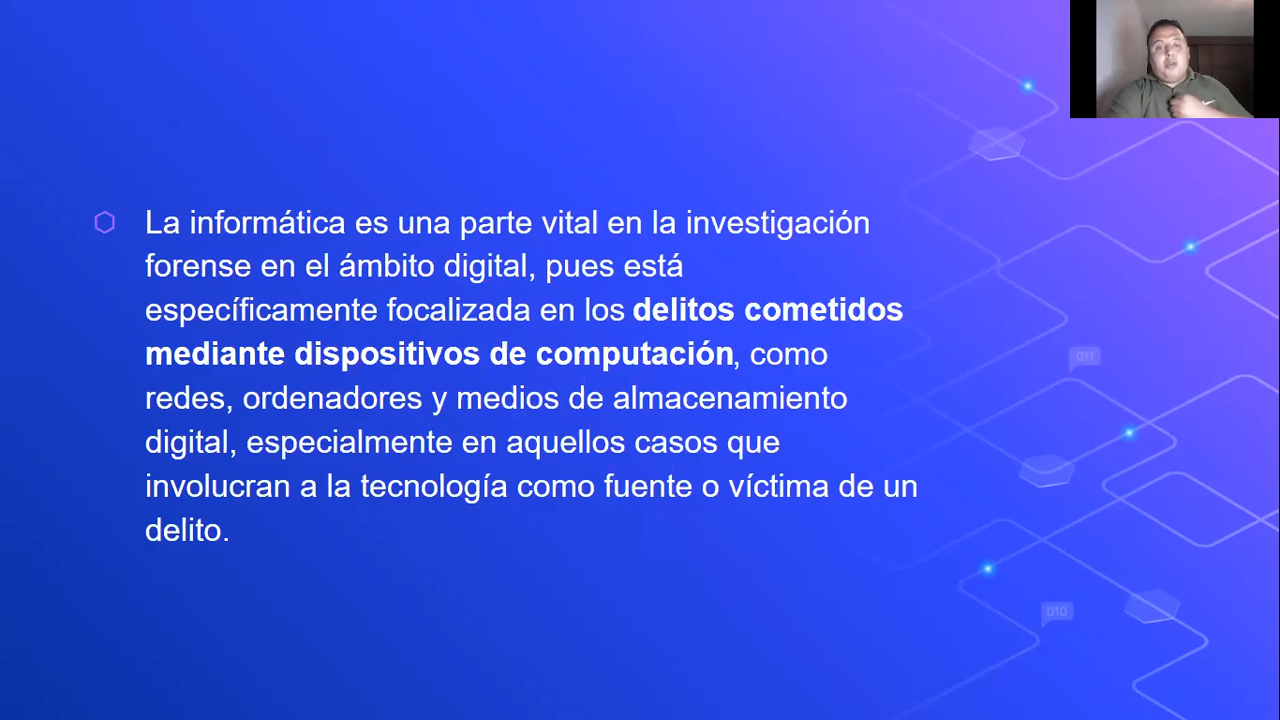 La informática es una parte vital en la investigación
forense en el ámbito digital, pues está
específicamente focalizada en los delitos cometidos
mediante dispositivos de computación, como
redes, ordenadores y medios de almacenamiento
digital, especialmente en aquellos casos que
involucran a la tecnología como fuente o víctima de un
delito.
011
010